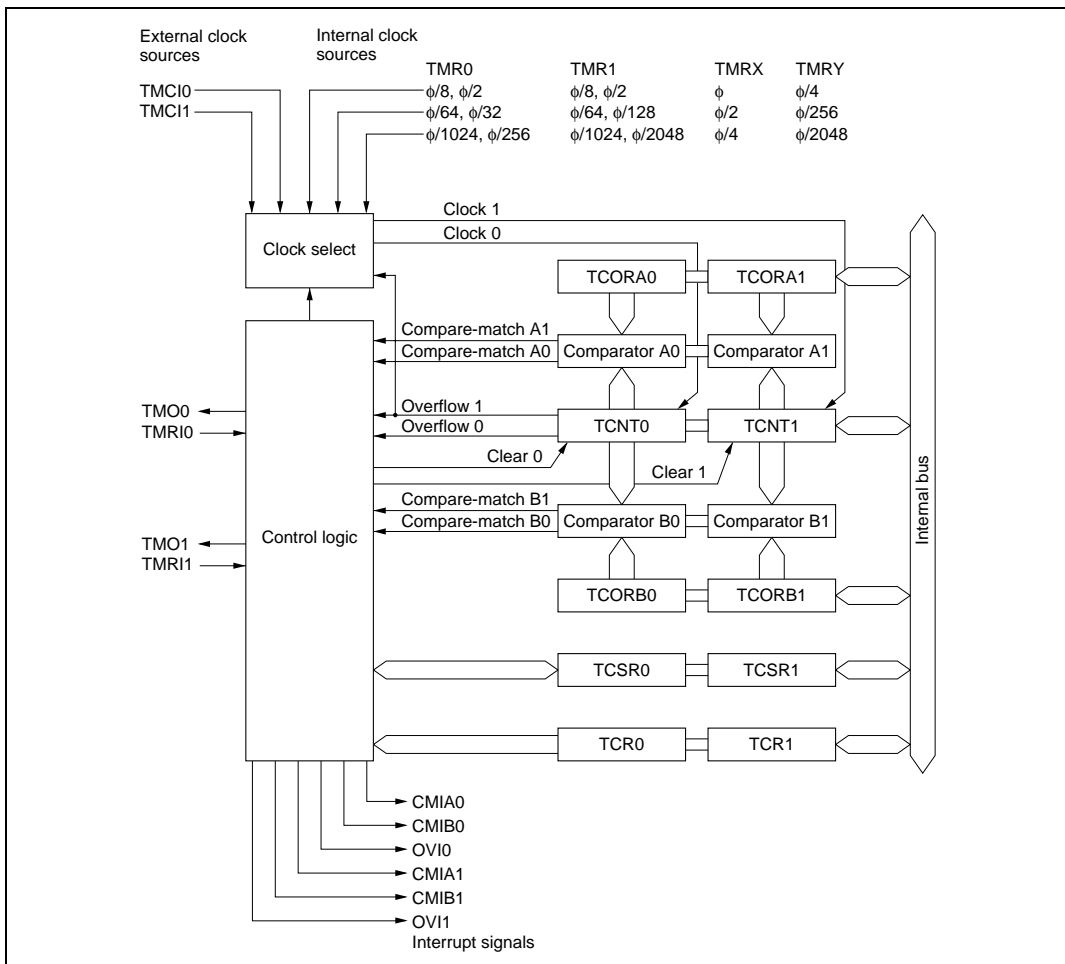 External clock
sources
Internal clock
sources
TMR0 TMR1 TMRX TMRY
TMCI0 ϕ/8, ϕ/2 ϕ/8, ϕ/2 ϕ ϕ/4
TMCI1 ϕ/64, ϕ/32 ϕ/64, ϕ/128 ϕ/2 ϕ/256
ϕ/1024, ϕ/256 ϕ/1024, ϕ/2048 ϕ/4 ϕ/2048
Clock 1
Clock 0
Clock select
TCORA0 TCORA1
Compare-match A1
Compare-match A0
Comparator A0 Comparator A1
TMO0
TMRI0
Overflow 1
Overflow 0
TCNT0 TCNT1
Clear 0
Clear 1
Internal bus
Compare-match B1
Compare-match B0
Comparator B0 Comparator B1
Control logic
TMO1
TMRI1
TCORB0 TCORB1
TCSR0 TCSR1
TCR0 TCR1
CMIA0
CMIB0
OVI0
CMIA1
CMIB1
OVI1
Interrupt signals